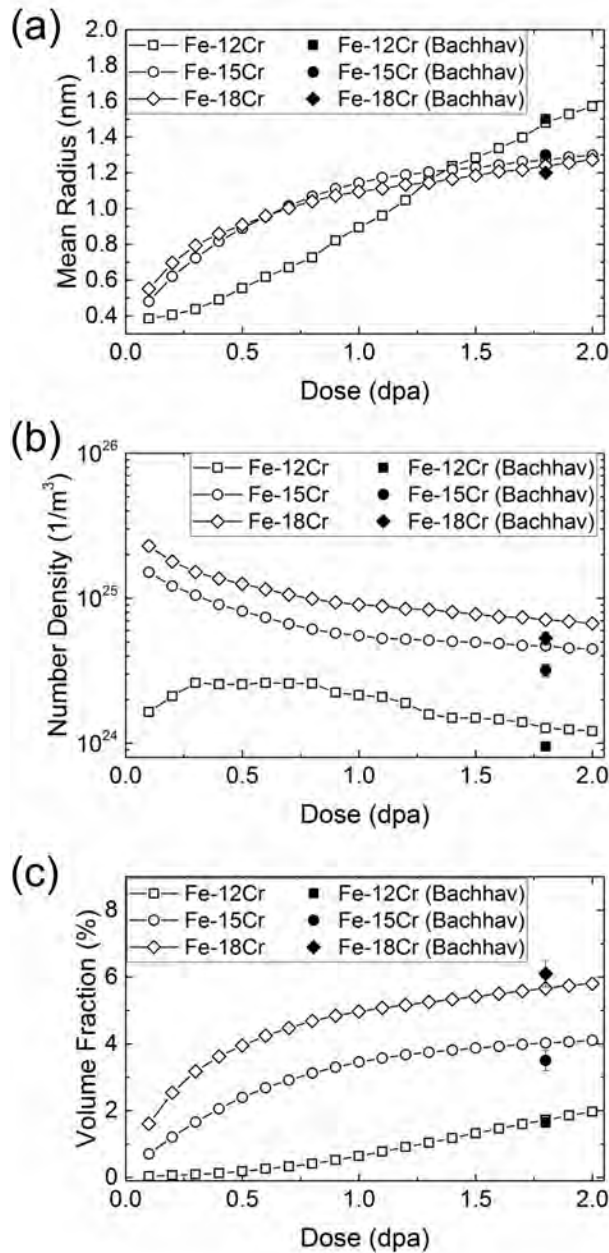 (a)
2.0
1.8
1.6
1.4
1.2
1.0
0.8
0.6
0.4
Mean Radius (nm)
Fe-12Cr
Fe-15Cr
Fe-18Cr
Fe-12Cr (Bachhav)
Fe-15Cr (Bachhav)
Fe-18Cr (Bachhav)
0.0 0.5 1.0 1.5 2.0
Dose (dpa)
(b)
10^26
10^25
10^24
Number Density (1/m^3)
Fe-12Cr
Fe-15Cr
Fe-18Cr
Fe-12Cr (Bachhav)
Fe-15Cr (Bachhav)
Fe-18Cr (Bachhav)
0.0 0.5 1.0 1.5 2.0
Dose (dpa)
(c)
8
6
4
2
0
Volume Fraction (%)
Fe-12Cr
Fe-15Cr
Fe-18Cr
Fe-12Cr (Bachhav)
Fe-15Cr (Bachhav)
Fe-18Cr (Bachhav)
0.0 0.5 1.0 1.5 2.0
Dose (dpa)